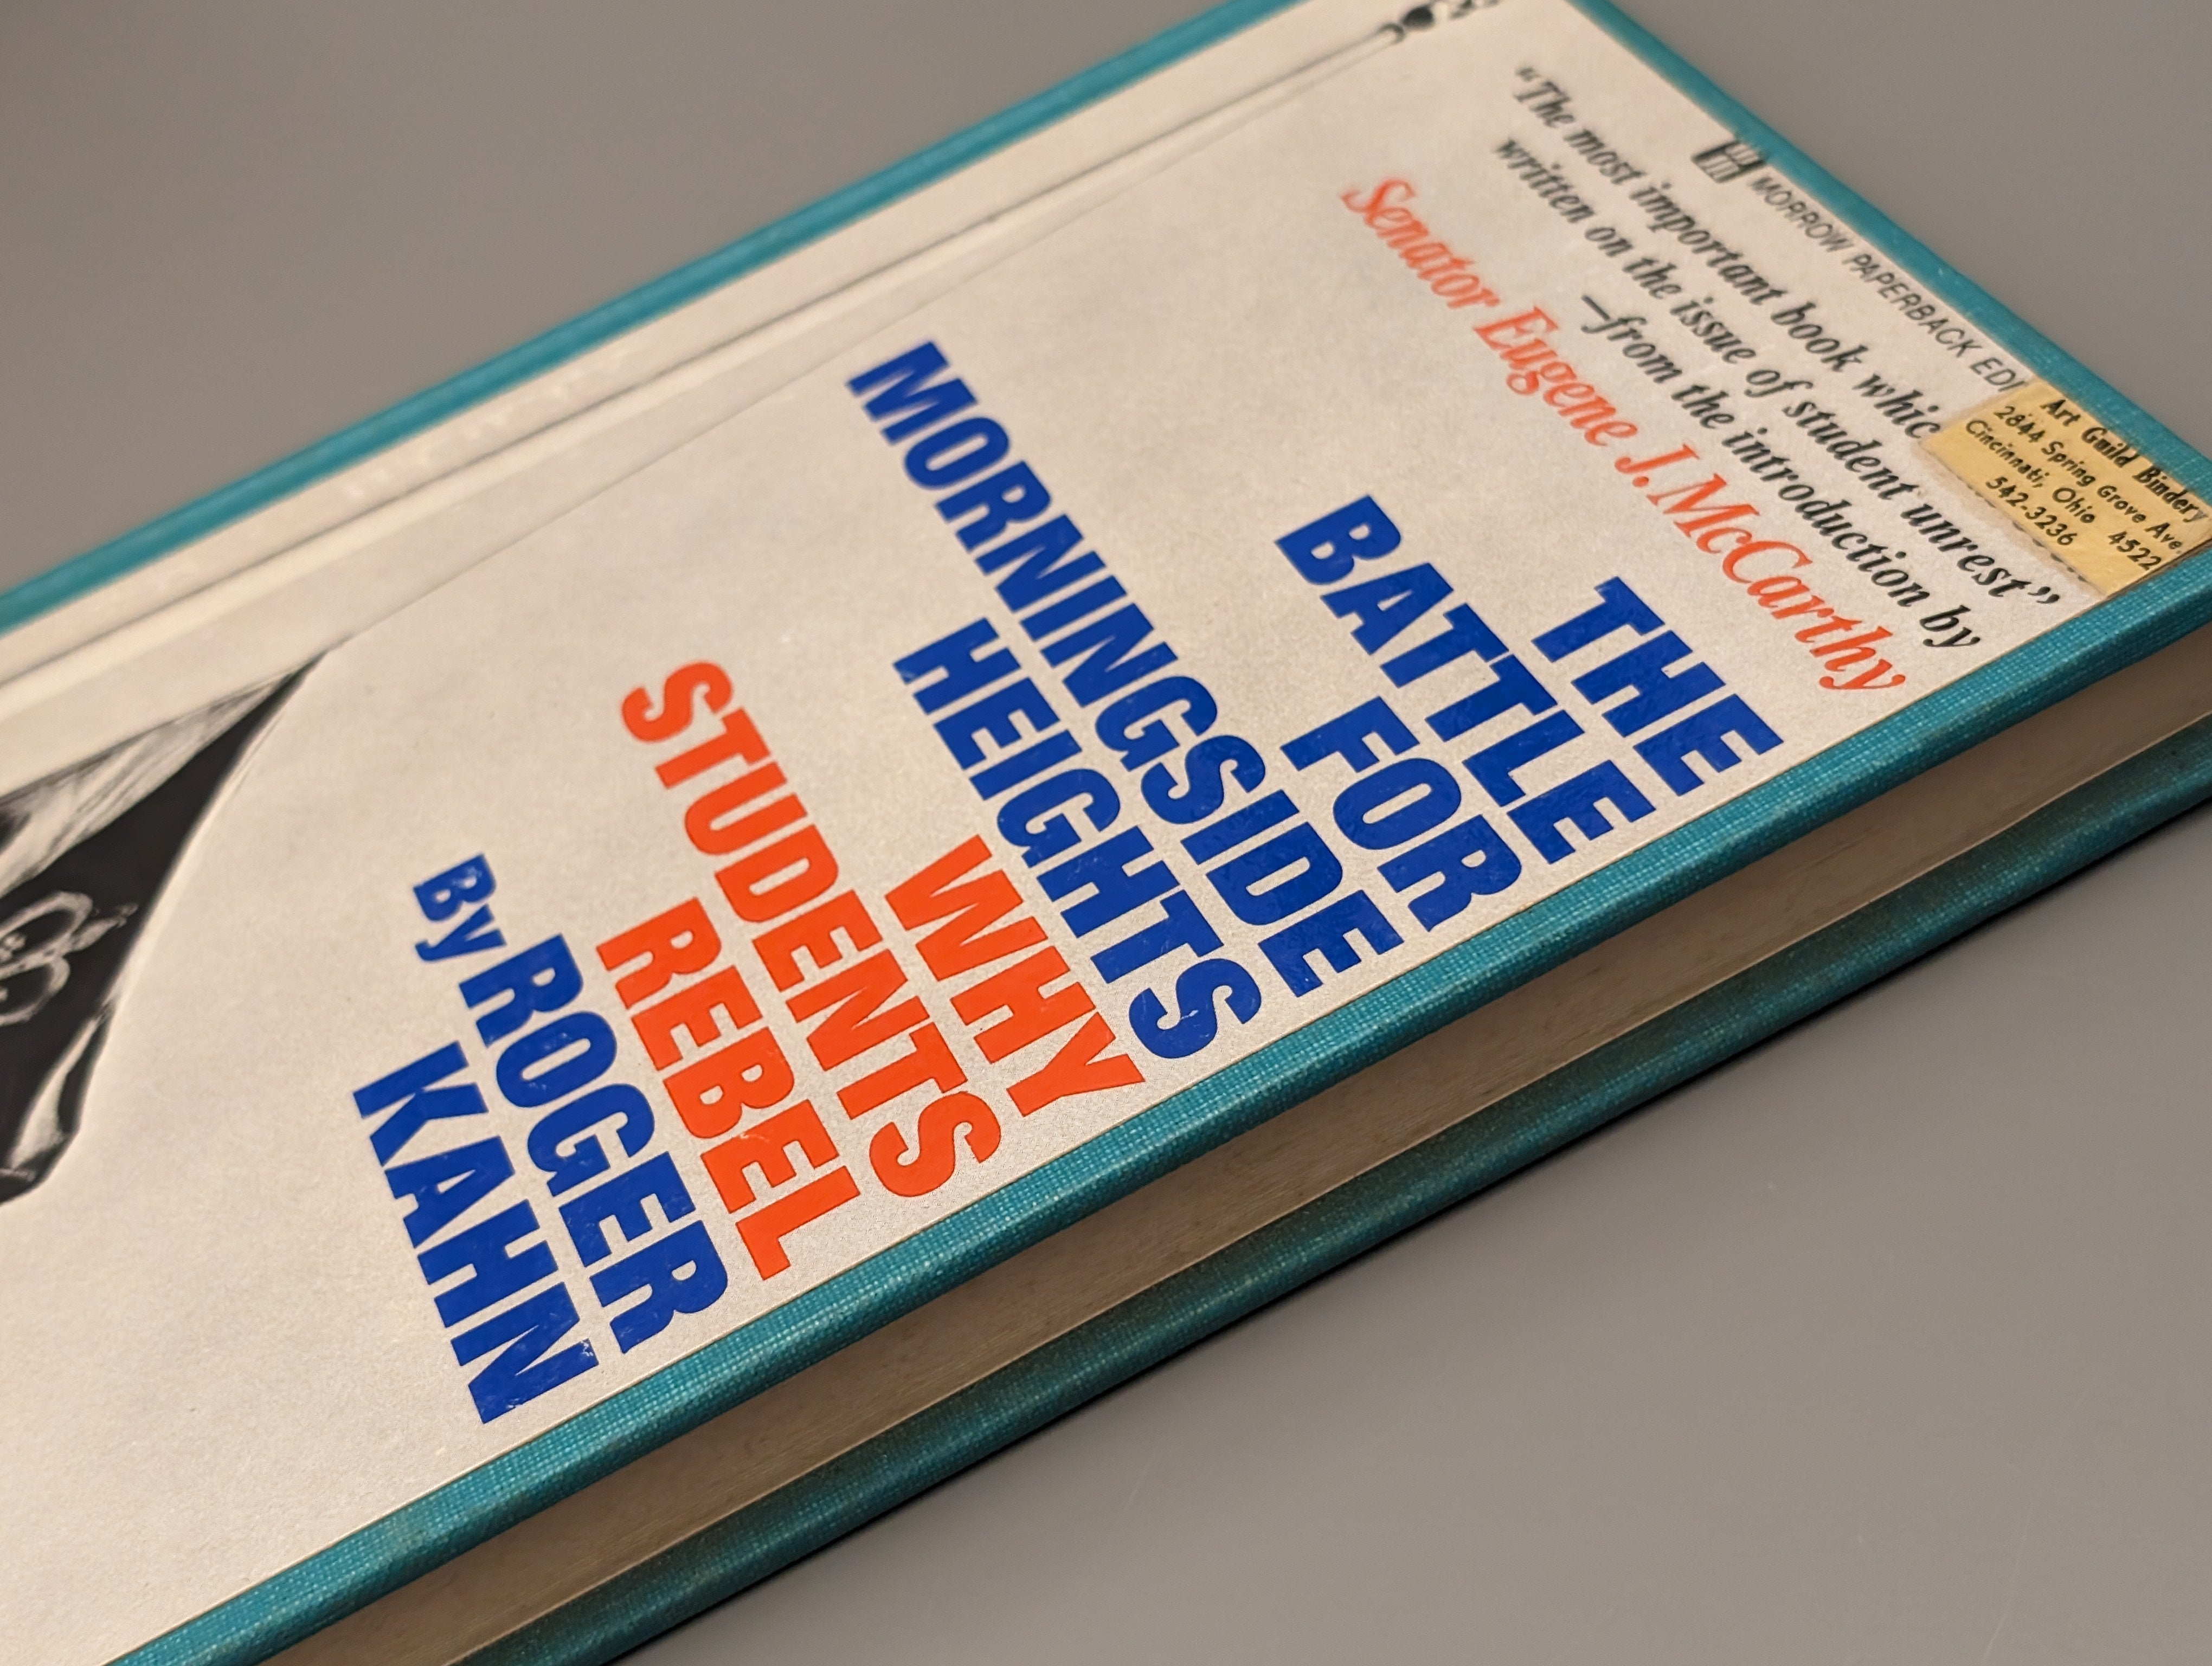 MORROW PAPERBACK EDI
Art Guild Bindery
2844 Spring Grove Ave.
Cincinnati, Ohio 4522
542-3236
“The most important book whic
written on the issue of student unrest”
—from the introduction by
Senator Eugene J. McCarthy
THE
BATTLE
FOR
MORNINGSIDE
HEIGHTS
WHY
STUDENTS
REBEL
By ROGER
KAHN